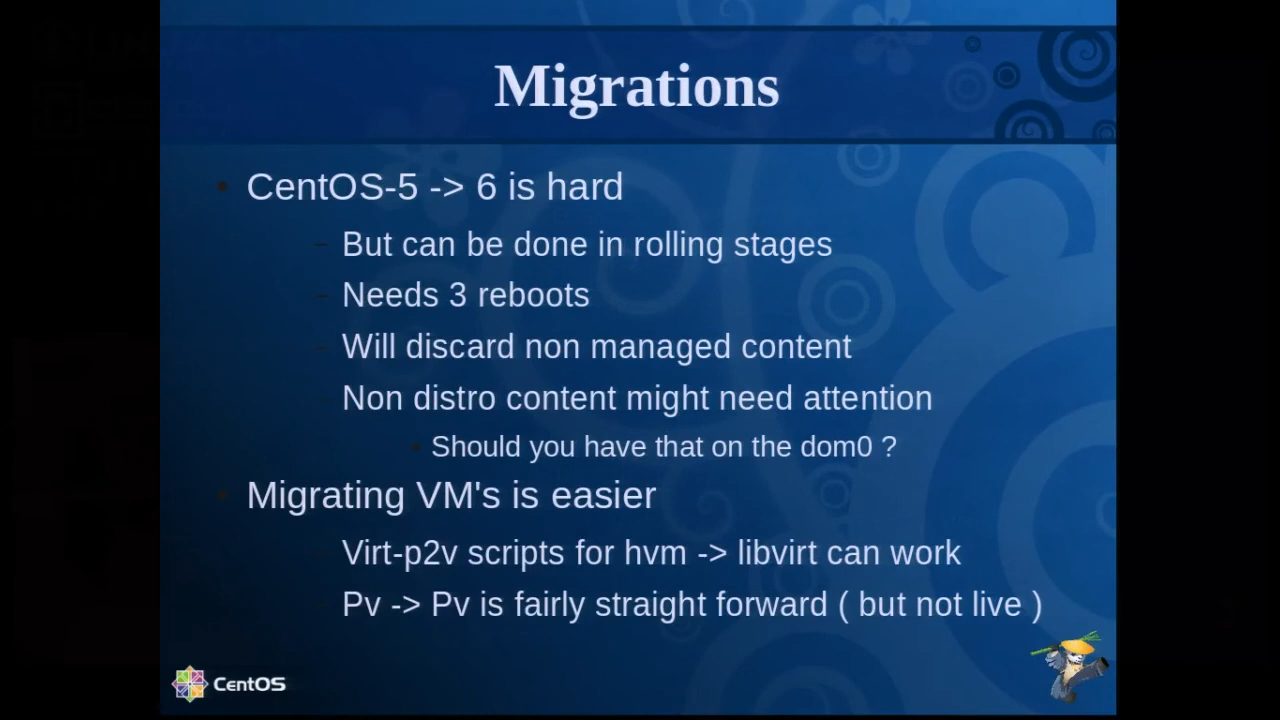 Migrations
CentOS-5 -> 6 is hard
But can be done in rolling stages
Needs 3 reboots
Will discard non managed content
Non distro content might need attention
Should you have that on the dom0 ?
Migrating VM's is easier
Virt-p2v scripts for hvm -> libvirt can work
Pv -> Pv is fairly straight forward ( but not live )
CentOS